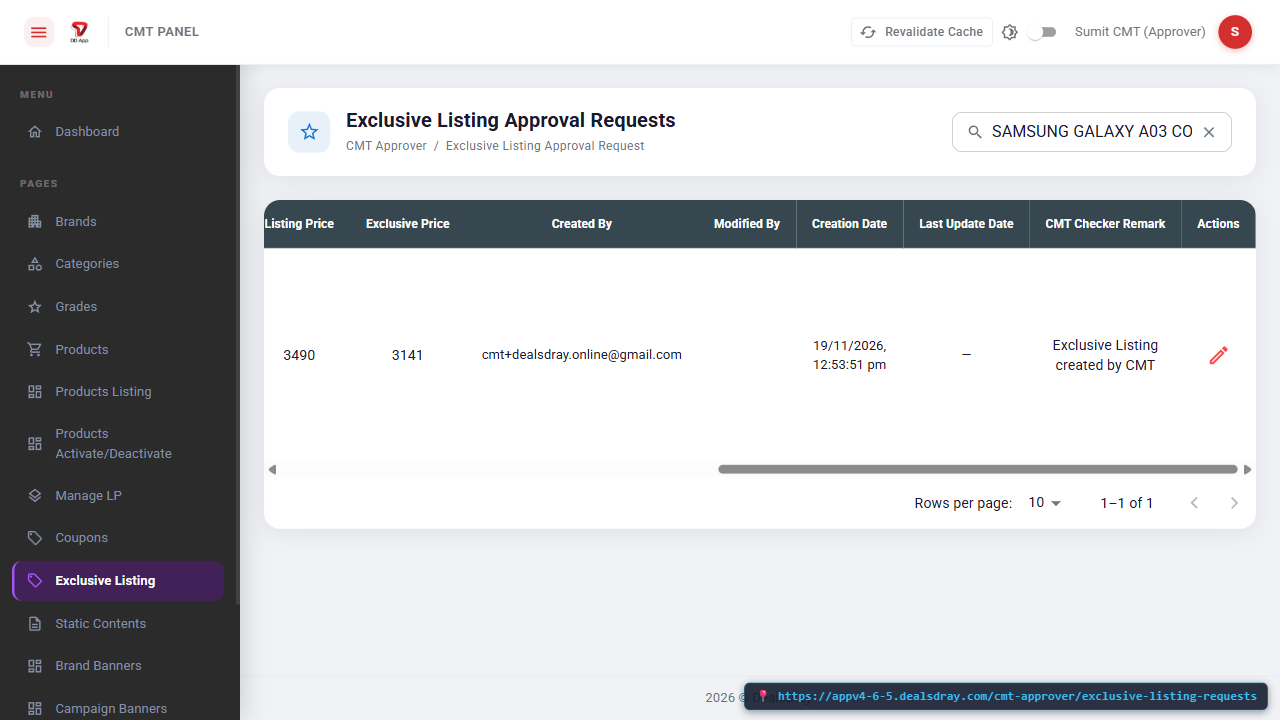 DD App
CMT PANEL
Revalidate Cache
Sumit CMT (Approver)
S
MENU
Dashboard
PAGES
Brands
Categories
Grades
Products
Products Listing
Products
Activate/Deactivate
Manage LP
Coupons
Exclusive Listing
Static Contents
Brand Banners
Campaign Banners
Exclusive Listing Approval Requests
CMT Approver / Exclusive Listing Approval Request
SAMSUNG GALAXY A03 CO
Listing Price Exclusive Price Created By Modified By Creation Date Last Update Date CMT Checker Remark Actions
3490 3141 cmt+dealsdray.online@gmail.com 19/11/2026, — Exclusive Listing
12:53:51 pm created by CMT
Rows per page: 10 1–1 of 1
2026 ©
https://appv4-6-5.dealsdray.com/cmt-approver/exclusive-listing-requests